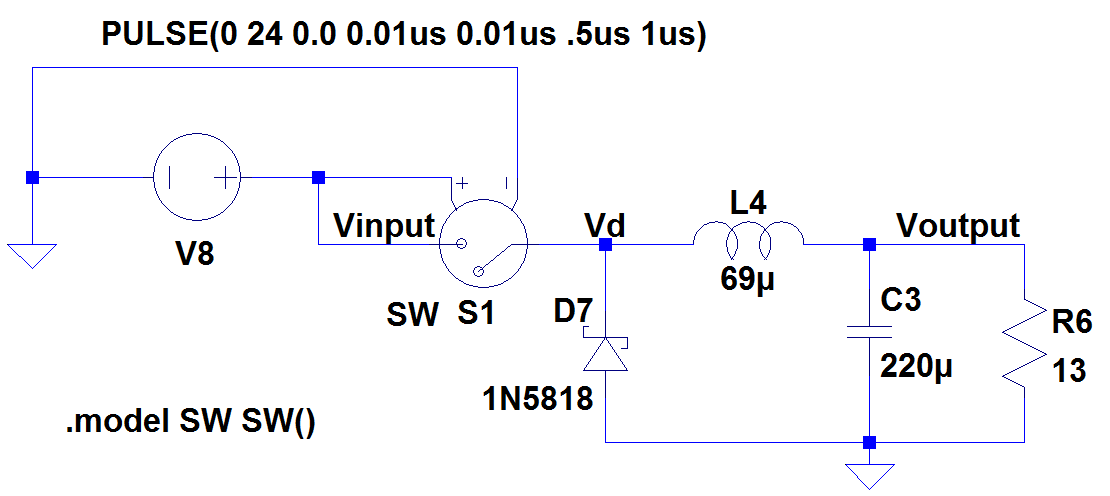 PULSE(0 24 0.0 0.01us 0.01us .5us 1us)
V8
Vinput
SW S1
Vd
L4
69µ
Voutput
D7
1N5818
C3
220µ
R6
13
.model SW SW()